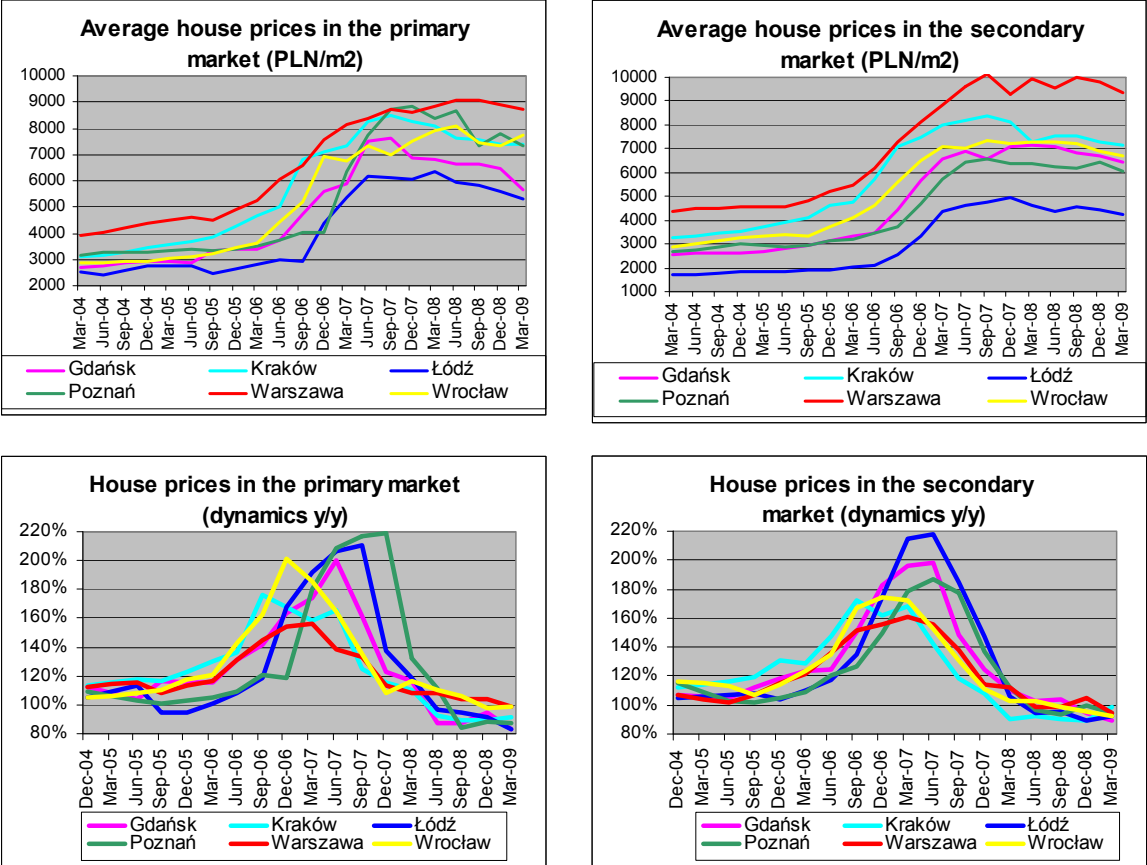 Average house prices in the primary
market (PLN/m2)
10000
9000
8000
7000
6000
5000
4000
3000
2000
Mar-04
Jun-04
Sep-04
Dec-04
Mar-05
Jun-05
Sep-05
Dec-05
Mar-06
Jun-06
Sep-06
Dec-06
Mar-07
Jun-07
Sep-07
Dec-07
Mar-08
Jun-08
Sep-08
Dec-08
Mar-09
Gdańsk Kraków Łódź
Poznań Warszawa Wrocław
Average house prices in the secondary
market (PLN/m2)
10000
9000
8000
7000
6000
5000
4000
3000
2000
1000
Mar-04
Jun-04
Sep-04
Dec-04
Mar-05
Jun-05
Sep-05
Dec-05
Mar-06
Jun-06
Sep-06
Dec-06
Mar-07
Jun-07
Sep-07
Dec-07
Mar-08
Jun-08
Sep-08
Dec-08
Mar-09
Gdańsk Kraków Łódź
Poznań Warszawa Wrocław
House prices in the primary market
(dynamics y/y)
220%
200%
180%
160%
140%
120%
100%
80%
Dec-04
Mar-05
Jun-05
Sep-05
Dec-05
Mar-06
Jun-06
Sep-06
Dec-06
Mar-07
Jun-07
Sep-07
Dec-07
Mar-08
Jun-08
Sep-08
Dec-08
Mar-09
Gdańsk Kraków Łódź
Poznań Warszawa Wrocław
House prices in the secondary
market (dynamics y/y)
220%
200%
180%
160%
140%
120%
100%
80%
Dec-04
Mar-05
Jun-05
Sep-05
Dec-05
Mar-06
Jun-06
Sep-06
Dec-06
Mar-07
Jun-07
Sep-07
Dec-07
Mar-08
Jun-08
Sep-08
Dec-08
Mar-09
Gdańsk Kraków Łódź
Poznań Warszawa Wrocław